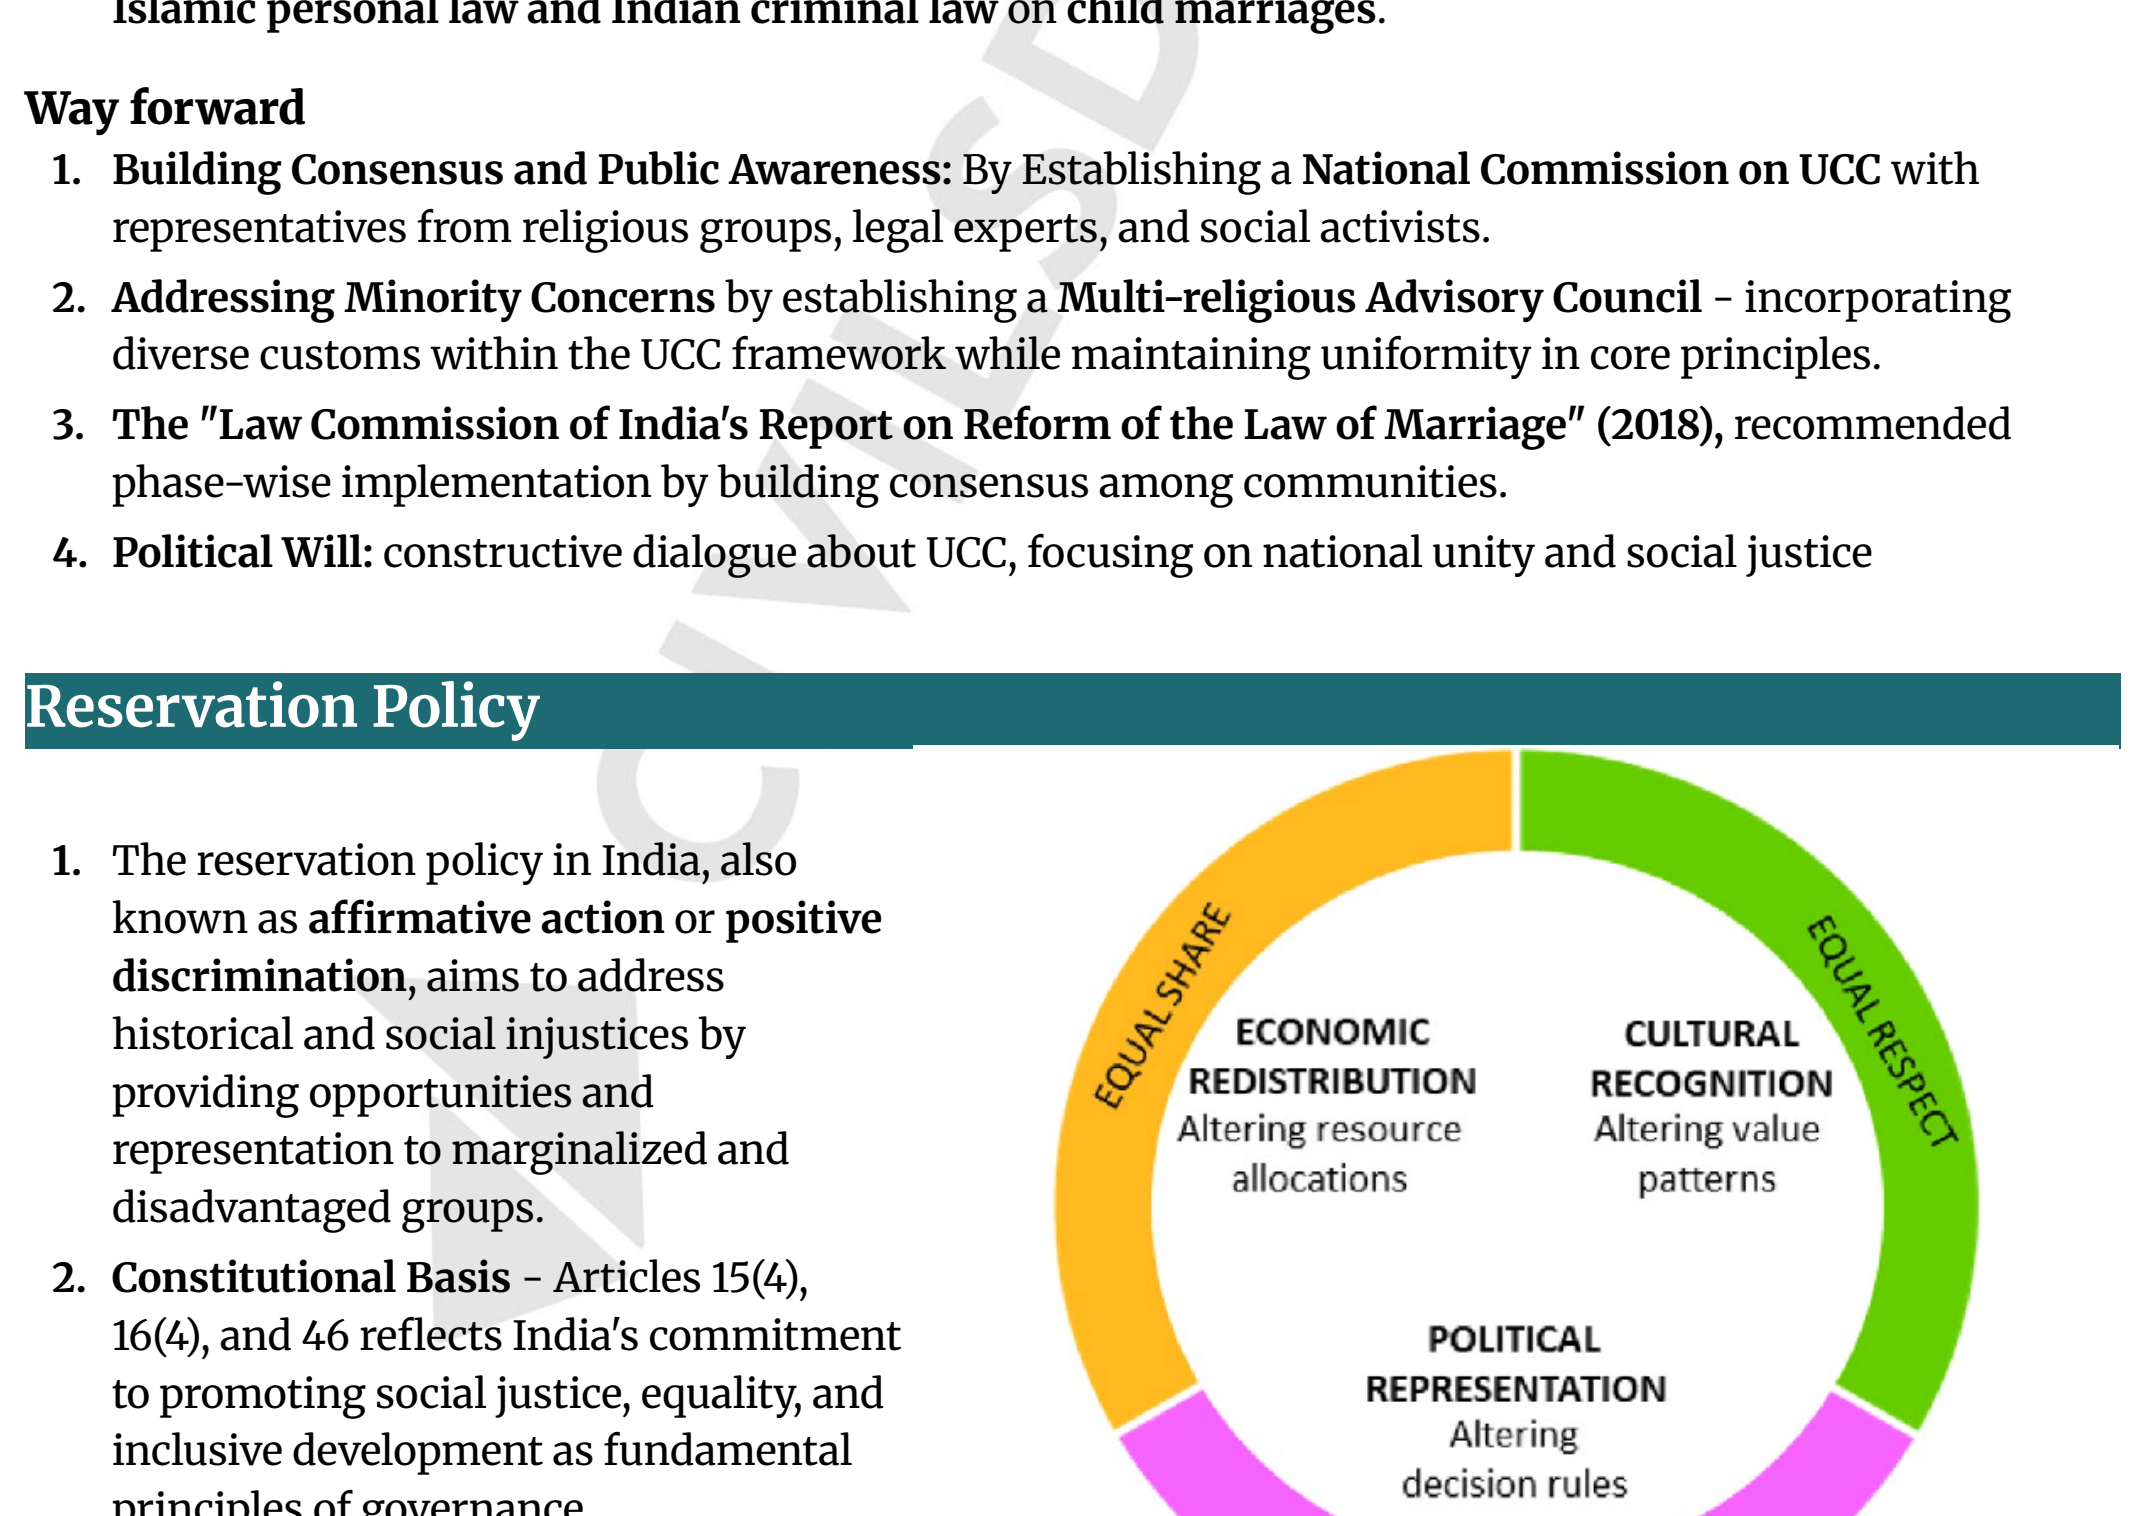 Islamic personal law and Indian criminal law on child marriages.
Way forward
1. Building Consensus and Public Awareness: By Establishing a National Commission on UCC with
representatives from religious groups, legal experts, and social activists.
2. Addressing Minority Concerns by establishing a Multi-religious Advisory Council - incorporating
diverse customs within the UCC framework while maintaining uniformity in core principles.
3. The "Law Commission of India's Report on Reform of the Law of Marriage" (2018), recommended
phase-wise implementation by building consensus among communities.
4. Political Will: constructive dialogue about UCC, focusing on national unity and social justice
Reservation Policy
1. The reservation policy in India, also
known as affirmative action or positive
discrimination, aims to address
historical and social injustices by
providing opportunities and
representation to marginalized and
disadvantaged groups.
2. Constitutional Basis - Articles 15(4),
16(4), and 46 reflects India's commitment
to promoting social justice, equality, and
inclusive development as fundamental
principles of governance
EQUAL SHARE
EQUAL RESPECT
ECONOMIC
REDISTRIBUTION
Altering resource
allocations
CULTURAL
RECOGNITION
Altering value
patterns
POLITICAL
REPRESENTATION
Altering
decision rules
CIVILSD